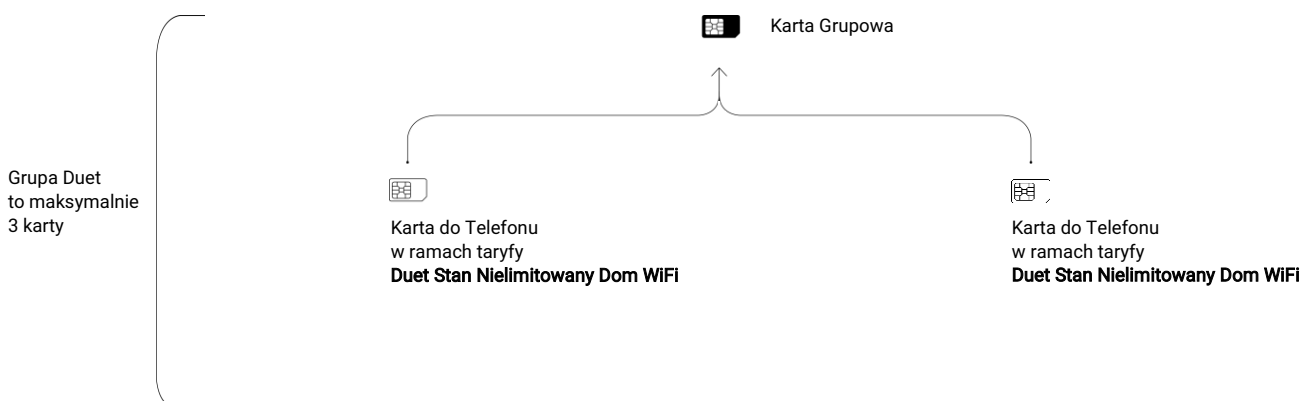 Karta Grupowa
Grupa Duet
to maksymalnie
3 karty
Karta do Telefonu
w ramach taryfy
Duet Stan Nielimitowany Dom WiFi
Karta do Telefonu
w ramach taryfy
Duet Stan Nielimitowany Dom WiFi